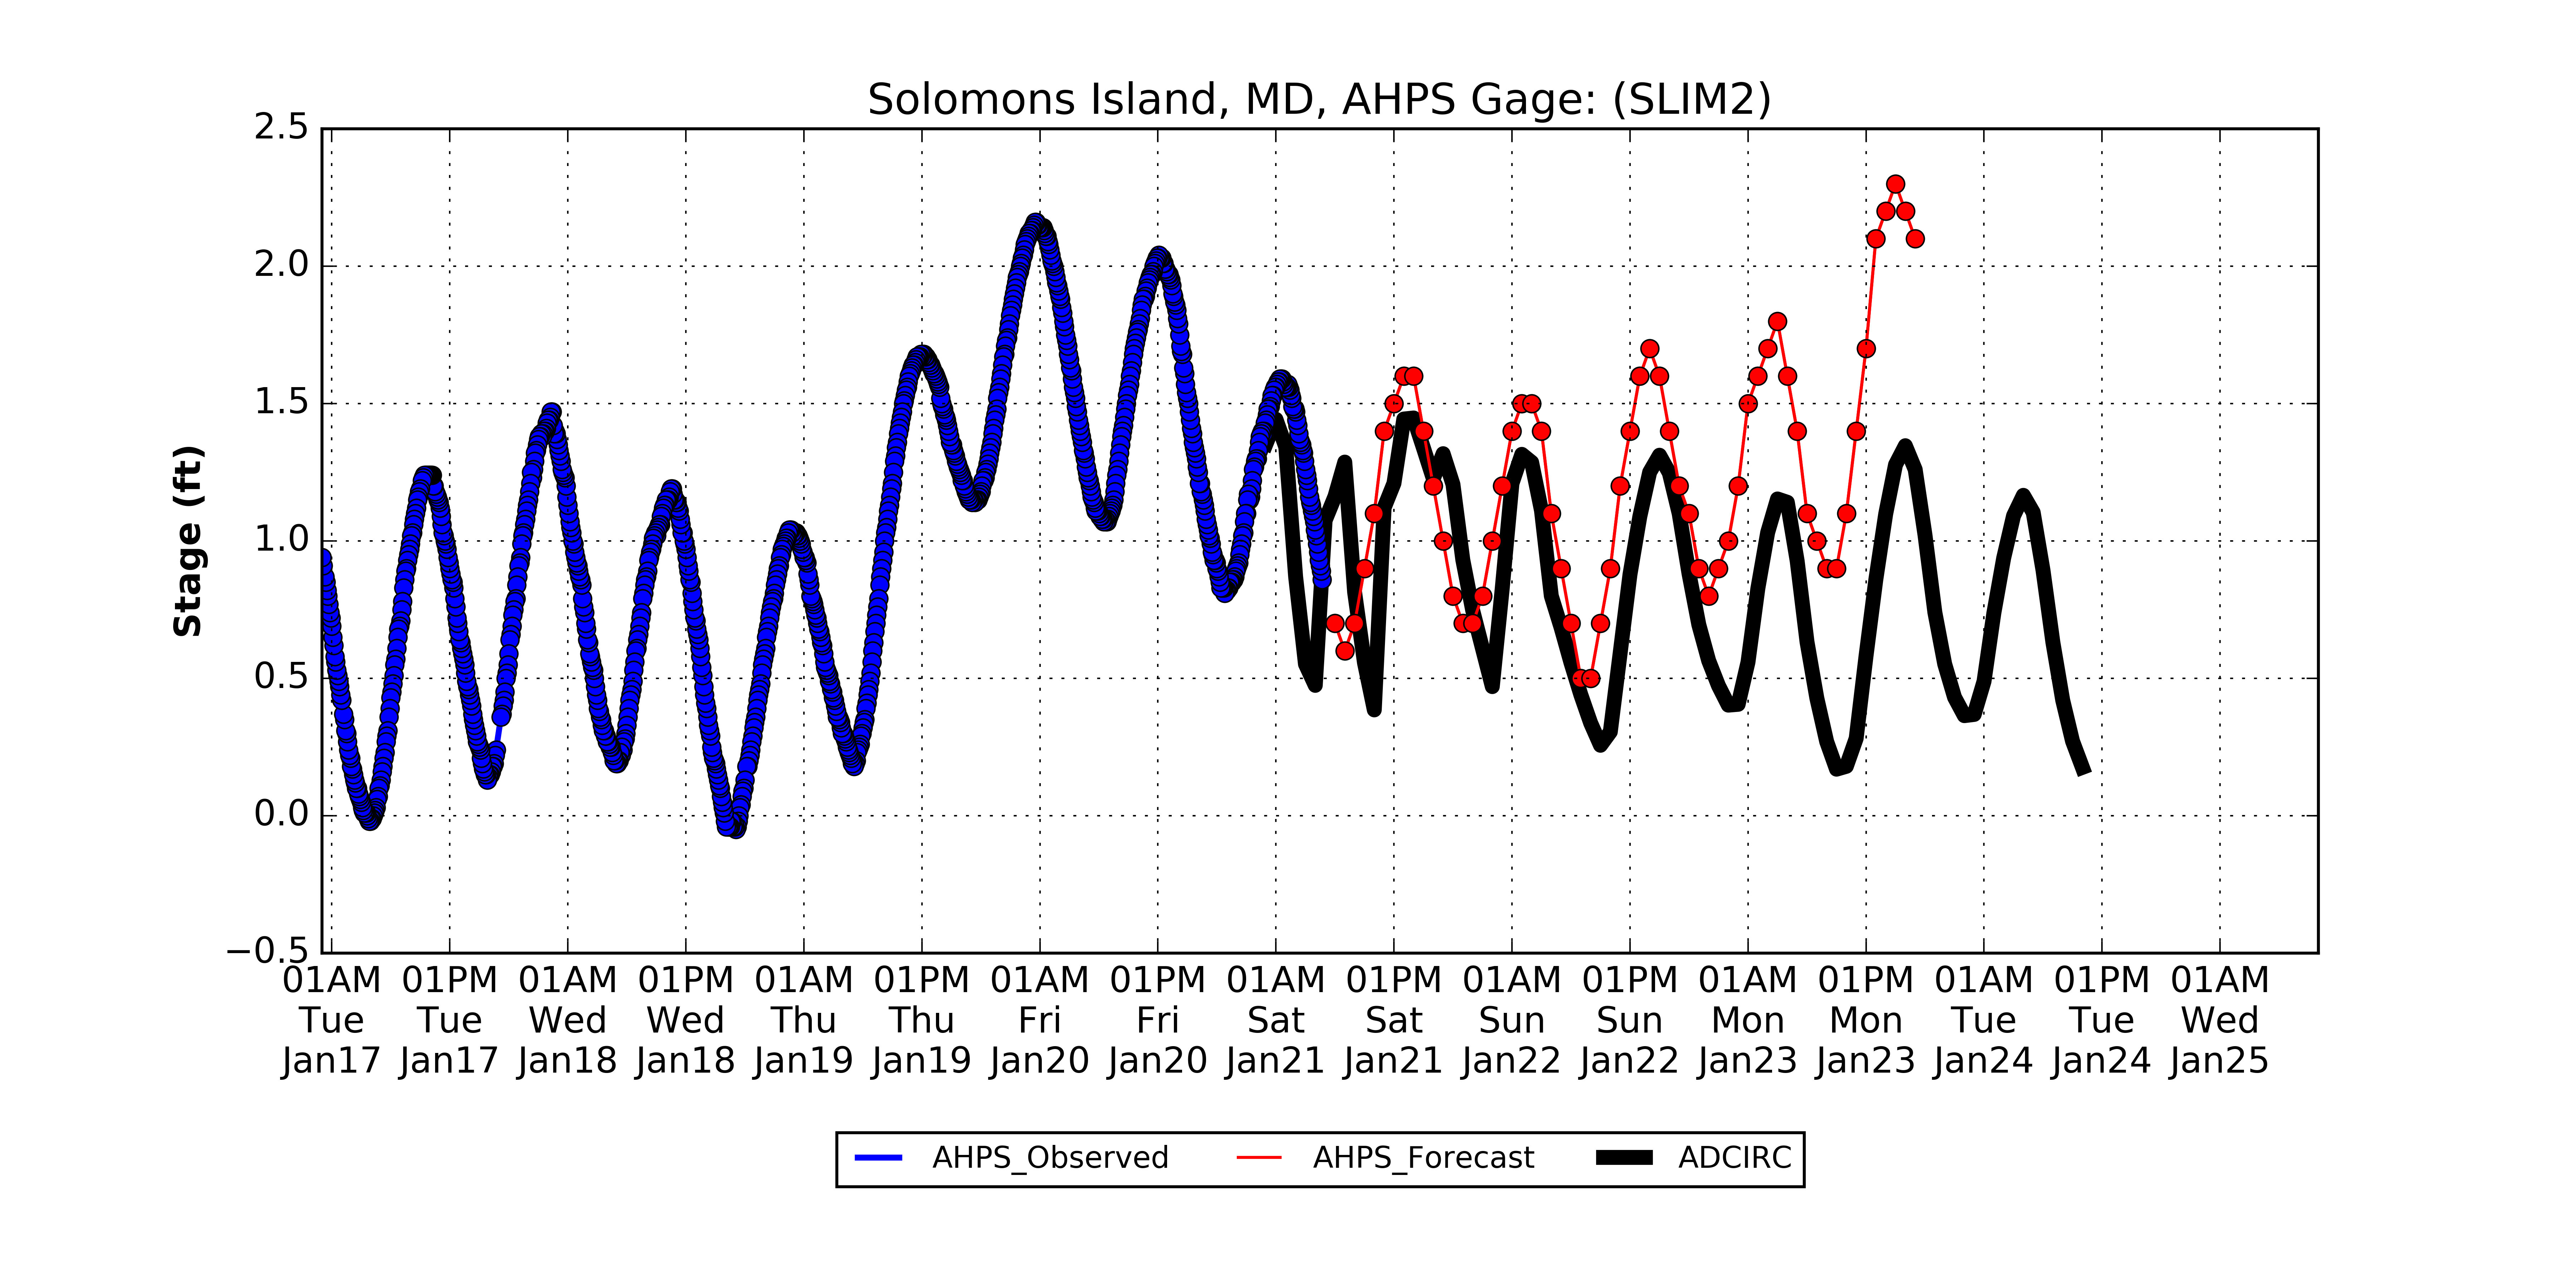 Solomons Island, MD, AHPS Gage: (SLIM2)
Stage (ft)
2.5
2.0
1.5
1.0
0.5
0.0
−0.5
01AM 01PM 01AM 01PM 01AM 01PM 01AM 01PM 01AM 01PM 01AM 01PM 01AM 01PM 01AM 01PM 01AM
Tue Tue Wed Wed Thu Thu Fri Fri Sat Sat Sun Sun Mon Mon Tue Tue Wed
Jan17 Jan17 Jan18 Jan18 Jan19 Jan19 Jan20 Jan20 Jan21 Jan21 Jan22 Jan22 Jan23 Jan23 Jan24 Jan24 Jan25
AHPS_Observed AHPS_Forecast ADCIRC